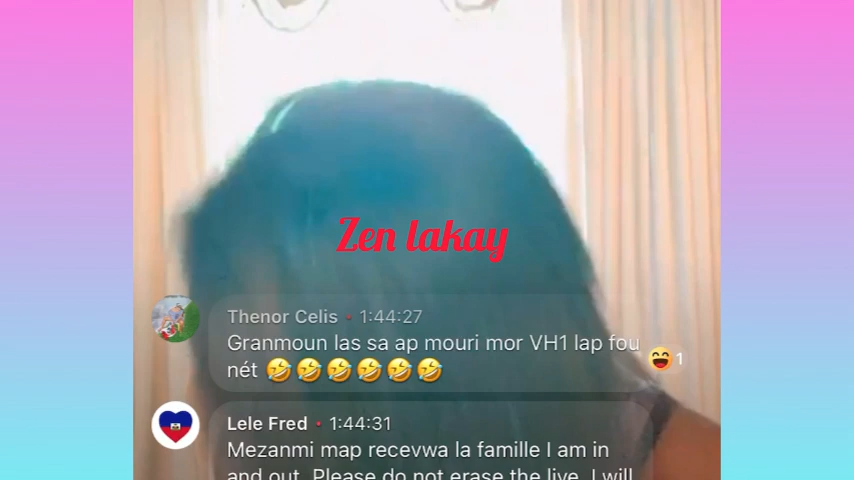 Zen lakay
Thenor Celis • 1:44:27
Granmoun las sa ap mouri mor VH1 lap fou
nét 🤣🤣🤣🤣🤣🤣
😄 1
Lele Fred • 1:44:31
Mezanmi map recevwa la famille I am in
and out. Please do not erase the live. I will